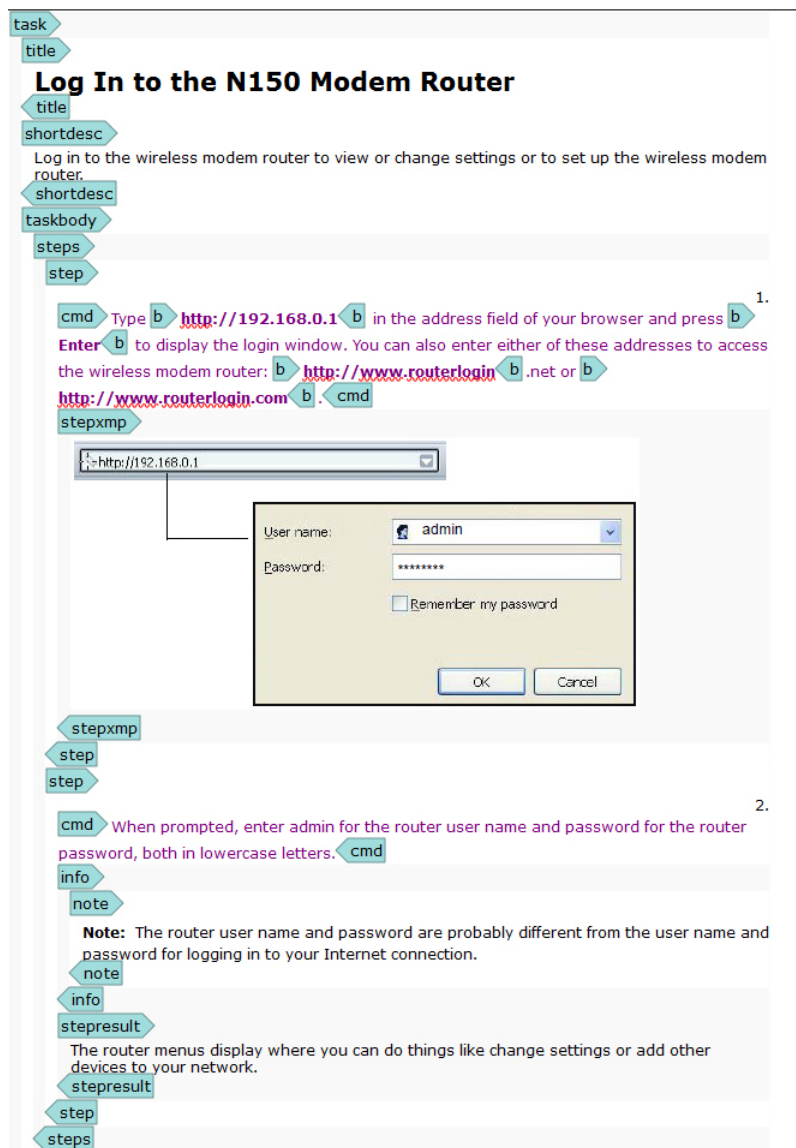 task
title
Log In to the N150 Modem Router
title
shortdesc
Log in to the wireless modem router to view or change settings or to set up the wireless modem
router.
shortdesc
taskbody
steps
step
1.
cmd Type b http://192.168.0.1 b in the address field of your browser and press b
Enter b to display the login window. You can also enter either of these addresses to access
the wireless modem router: b http://www.routerlogin b .net or b
http://www.routerlogin.com b . cmd
stepxmp
http://192.168.0.1
User name: admin
Password: ********
Remember my password
OK Cancel
stepxmp
step
step
2.
cmd When prompted, enter admin for the router user name and password for the router
password, both in lowercase letters. cmd
info
note
Note: The router user name and password are probably different from the user name and
password for logging in to your Internet connection.
note
info
stepresult
The router menus display where you can do things like change settings or add other
devices to your network.
stepresult
step
steps